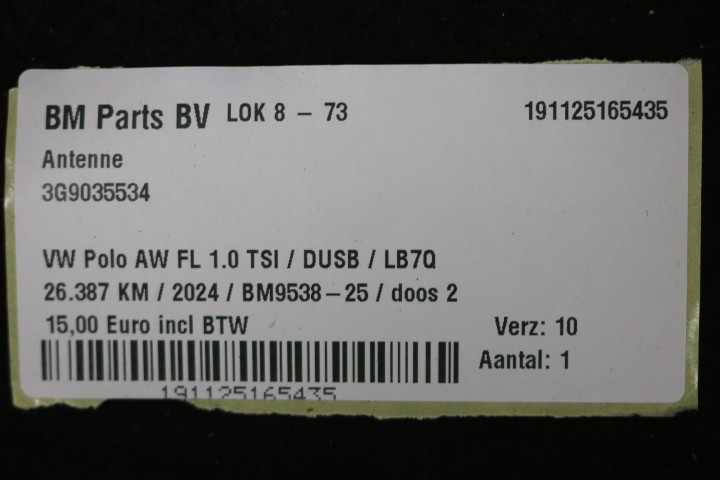 BM Parts BV LOK 8 - 73 191125165435
Antenne
3G9035534
VW Polo AW FL 1.0 TSI / DUSB / LB7Q
26.387 KM / 2024 / BM9538-25 / doos 2
15,00 Euro incl BTW Verz: 10
Aantal: 1
191125165435